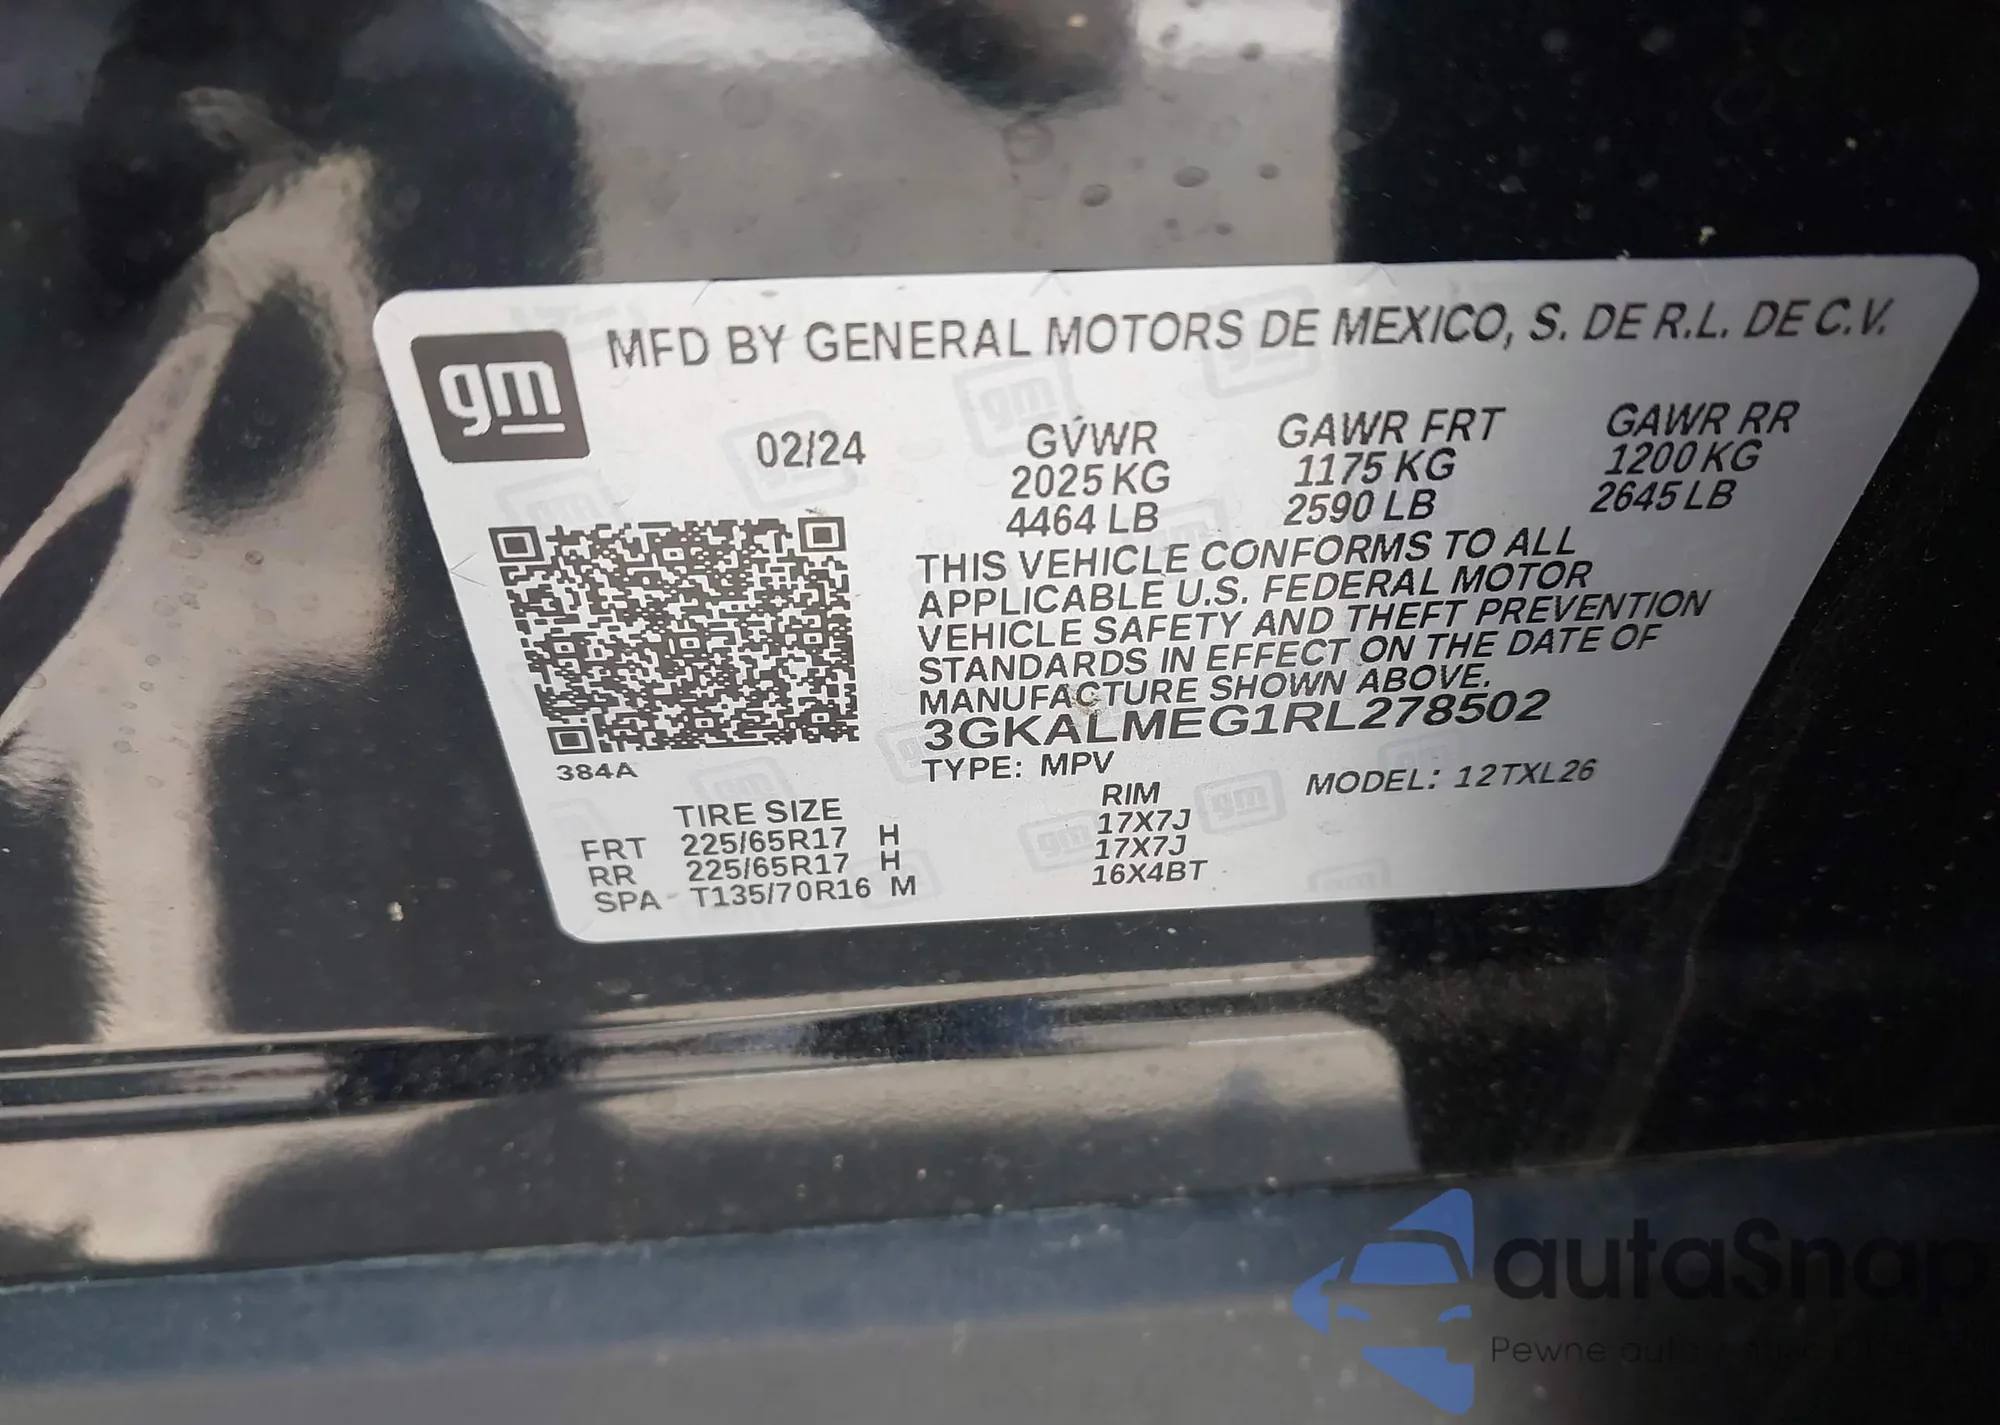 gm
MFD BY GENERAL MOTORS DE MEXICO, S. DE R.L. DE C.V.
02/24
GVWR GAWR FRT GAWR RR
2025 KG 1175 KG 1200 KG
4464 LB 2590 LB 2645 LB
THIS VEHICLE CONFORMS TO ALL
APPLICABLE U.S. FEDERAL MOTOR
VEHICLE SAFETY AND THEFT PREVENTION
STANDARDS IN EFFECT ON THE DATE OF
MANUFACTURE SHOWN ABOVE.
3GKALMEG1RL278502
384A
TYPE: MPV MODEL: 12TXL26
TIRE SIZE RIM
FRT 225/65R17 H 17X7J
RR 225/65R17 H 17X7J
SPA T135/70R16 M 16X4BT
autaSnap
Pewne auta